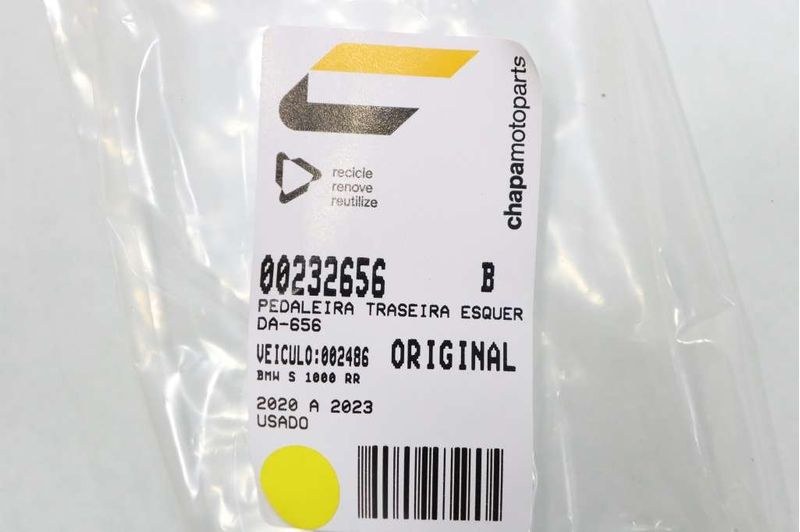 chapamotoparts
recicle
renove
reutilize
00232656 B
PEDALEIRA TRASEIRA ESQUER
DA-656
VEICULO:002486 ORIGINAL
BMW S 1000 RR
2020 A 2023
USADO